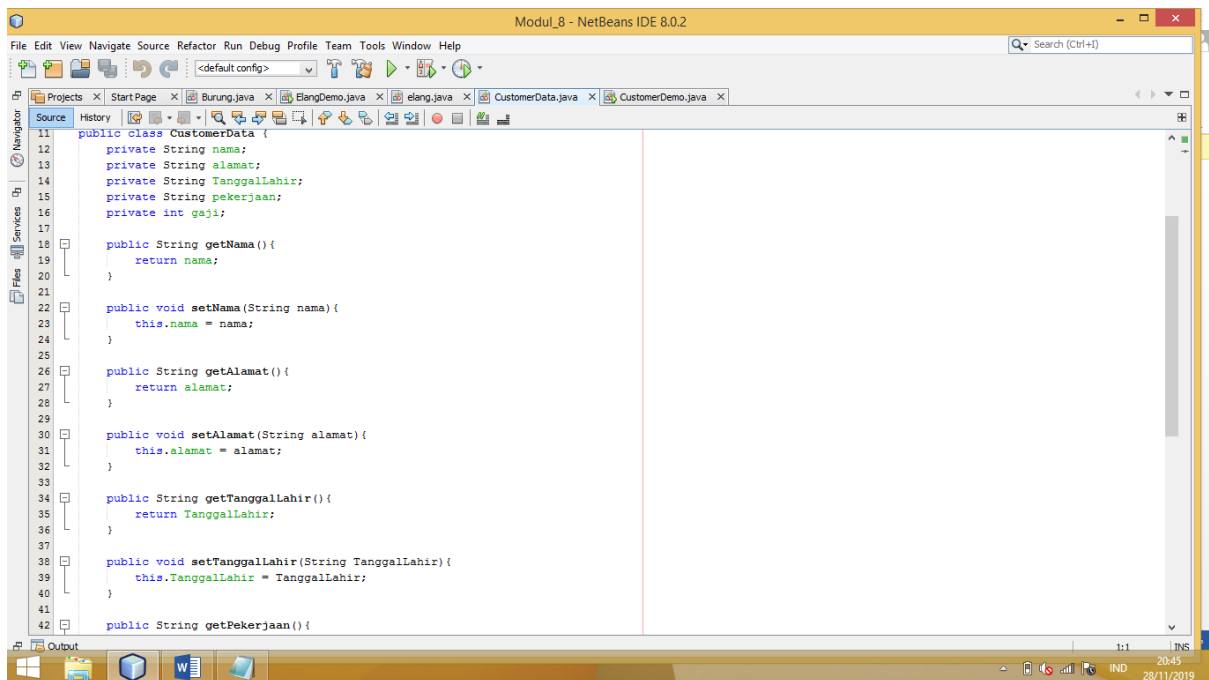 Modul_8 - NetBeans IDE 8.0.2
File Edit View Navigate Source Refactor Run Debug Profile Team Tools Window Help
Search (Ctrl+I)
<default config>
Projects Start Page Burung.java ElangDemo.java elang.java CustomerData.java CustomerDemo.java
Source History
Navigator
Services
Files
11 public class CustomerData {
12 private String nama;
13 private String alamat;
14 private String TanggalLahir;
15 private String pekerjaan;
16 private int gaji;
17
18 public String getNama(){
19 return nama;
20 }
21
22 public void setNama(String nama){
23 this.nama = nama;
24 }
25
26 public String getAlamat(){
27 return alamat;
28 }
29
30 public void setAlamat(String alamat){
31 this.alamat = alamat;
32 }
33
34 public String getTanggalLahir(){
35 return TanggalLahir;
36 }
37
38 public void setTanggalLahir(String TanggalLahir){
39 this.TanggalLahir = TanggalLahir;
40 }
41
42 public String getPekerjaan(){
Output
1:1 INS
IND
20:45
28/11/2019